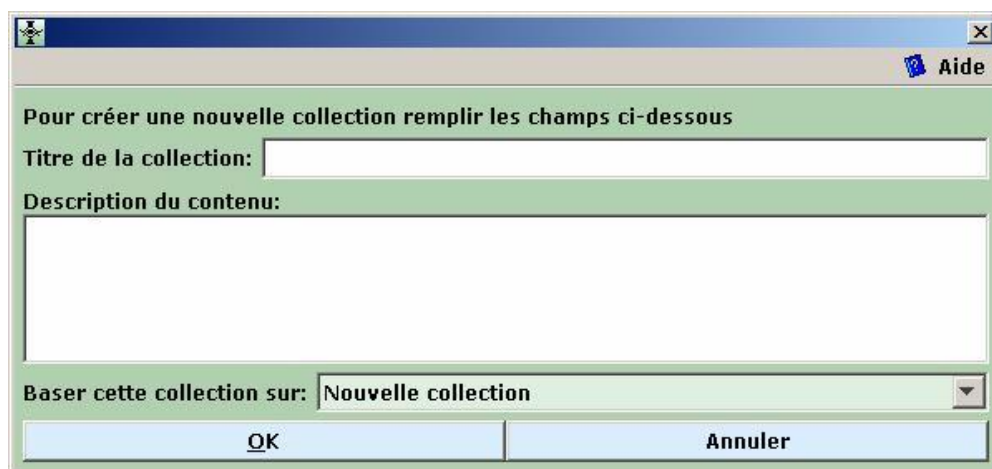 Aide
Pour créer une nouvelle collection remplir les champs ci-dessous
Titre de la collection:
Description du contenu:
Baser cette collection sur: Nouvelle collection
OK Annuler